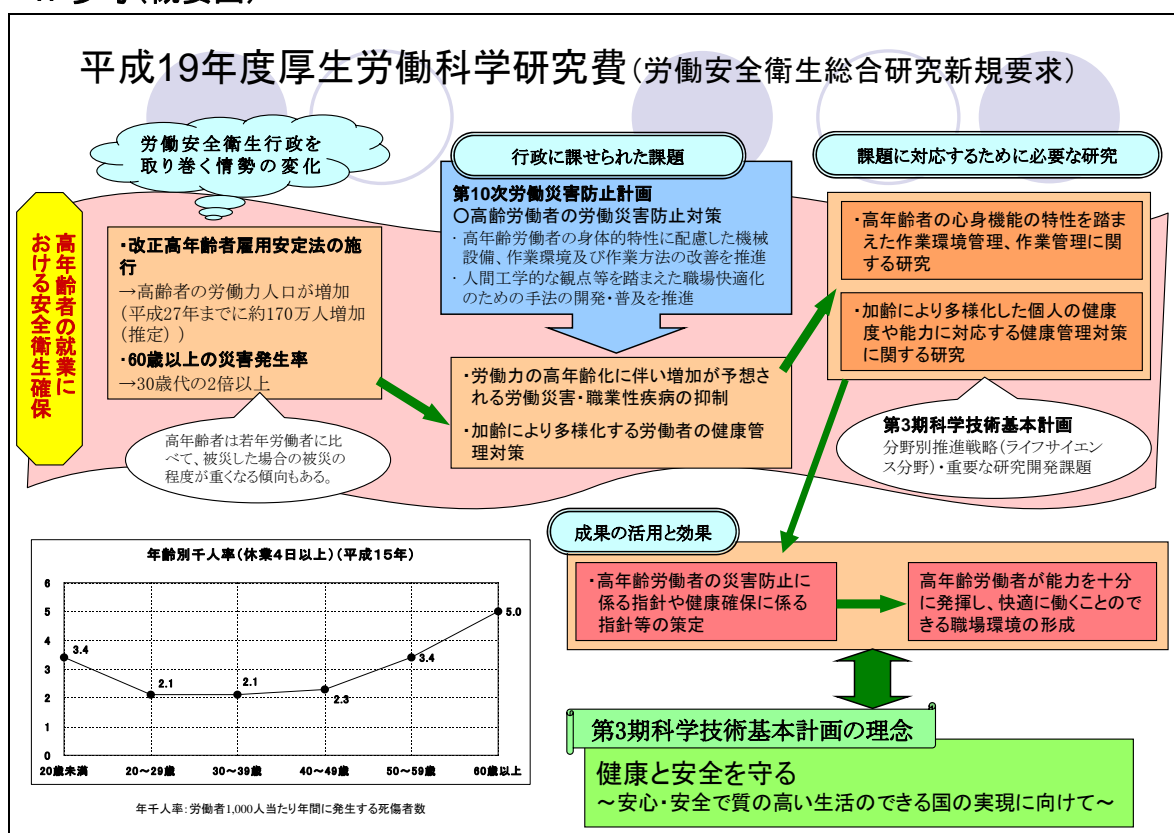 平成19年度厚生労働科学研究費(労働安全衛生総合研究新規要求)
労働安全衛生行政を
取り巻く情勢の変化
高年齢者の就業に
おける安全衛生確保
・改正高年齢者雇用安定法の施
行
→高齢者の労働力人口が増加
(平成27年までに約170万人増加
(推定))
・60歳以上の災害発生率
→30歳代の2倍以上
高年齢者は若年労働者に比
べて、被災した場合の被災の
程度が重くなる傾向もある。
行政に課せられた課題
第10次労働災害防止計画
○高齢労働者の労働災害防止対策
・高年齢労働者の身体的特性に配慮した機械
設備、作業環境及び作業方法の改善を推進
・人間工学的な観点等を踏まえた職場快適化
のための手法の開発・普及を推進
・労働力の高年齢化に伴い増加が予想さ
れる労働災害・職業性疾病の抑制
・加齢により多様化する労働者の健康管
理対策
課題に対応するために必要な研究
・高年齢者の心身機能の特性を踏ま
えた作業環境管理、作業管理に関
する研究
・加齢により多様化した個人の健康
度や能力に対応する健康管理対策
に関する研究
第3期科学技術基本計画
分野別推進戦略(ライフサイエン
ス分野)・重要な研究開発課題
成果の活用と効果
・高年齢労働者の災害防止に
係る指針や健康確保に係る
指針等の策定
高年齢労働者が能力を十分
に発揮し、快適に働くことので
きる職場環境の形成
第3期科学技術基本計画の理念
健康と安全を守る
～安心・安全で質の高い生活のできる国の実現に向けて～
年齢別千人率(休業4日以上)(平成15年)
6
5
4
3
2
1
0
3.4
2.1
2.1
2.3
3.4
5.0
20歳未満
20～29歳
30～39歳
40～49歳
50～59歳
60歳以上
年千人率:労働者1,000人当たり年間に発生する死傷者数